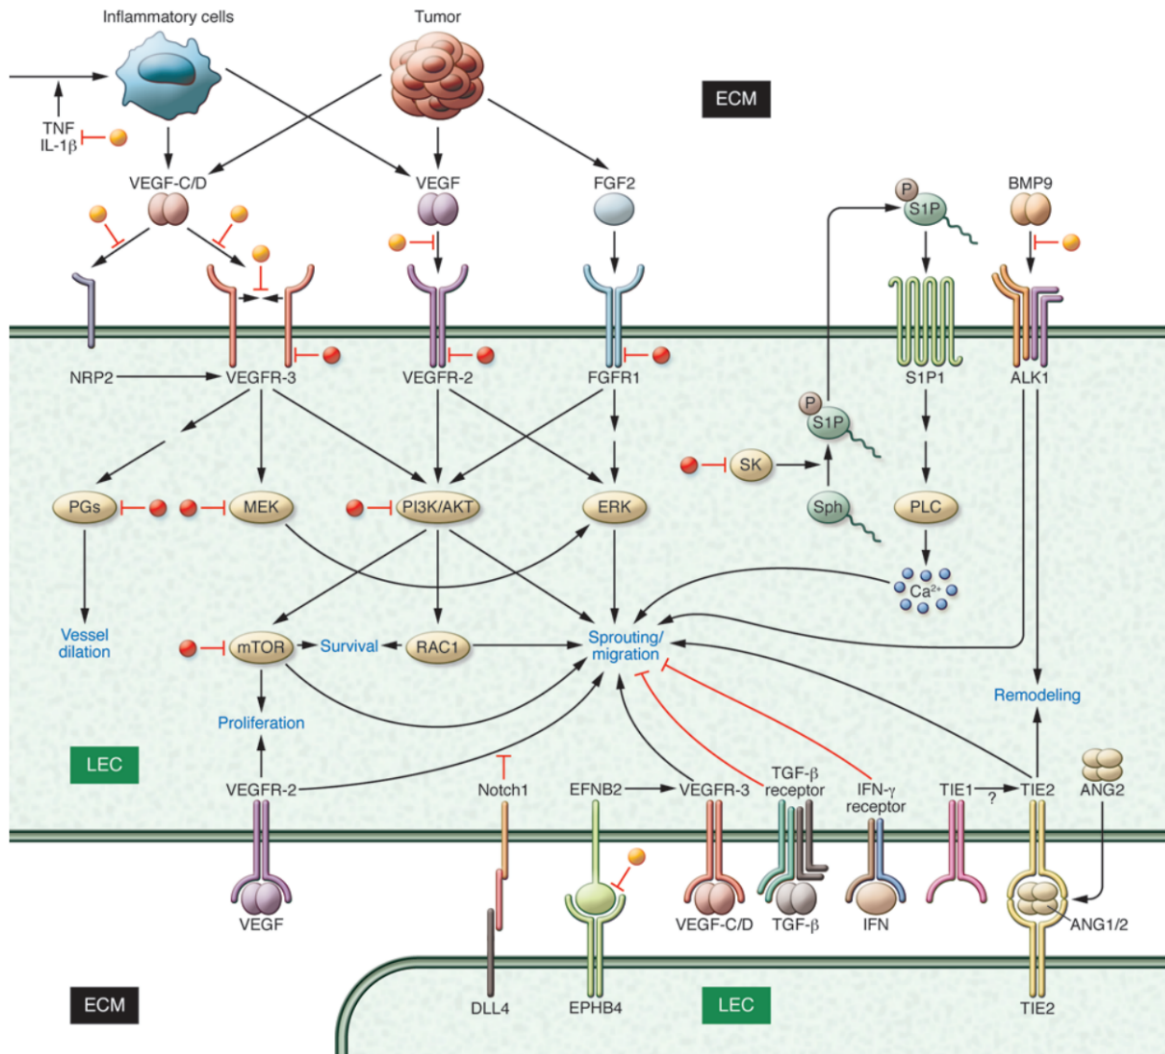 Inflammatory cells
Tumor
ECM
TNF
IL-1β
VEGF-C/D
VEGF
FGF2
P
S1P
BMP9
NRP2
VEGFR-3
VEGFR-2
FGFR1
S1P1
ALK1
P
S1P
SK
PGs
MEK
PI3K/AKT
ERK
Sph
PLC
Ca2+
Vessel
dilation
mTOR
Survival
RAC1
Sprouting/
migration
Remodeling
Proliferation
LEC
VEGFR-2
Notch1
EFNB2
VEGFR-3
TGF-β
receptor
IFN-γ
receptor
TIE1
?
TIE2
ANG2
VEGF
VEGF-C/D
TGF-β
IFN
ANG1/2
ECM
DLL4
EPHB4
LEC
TIE2